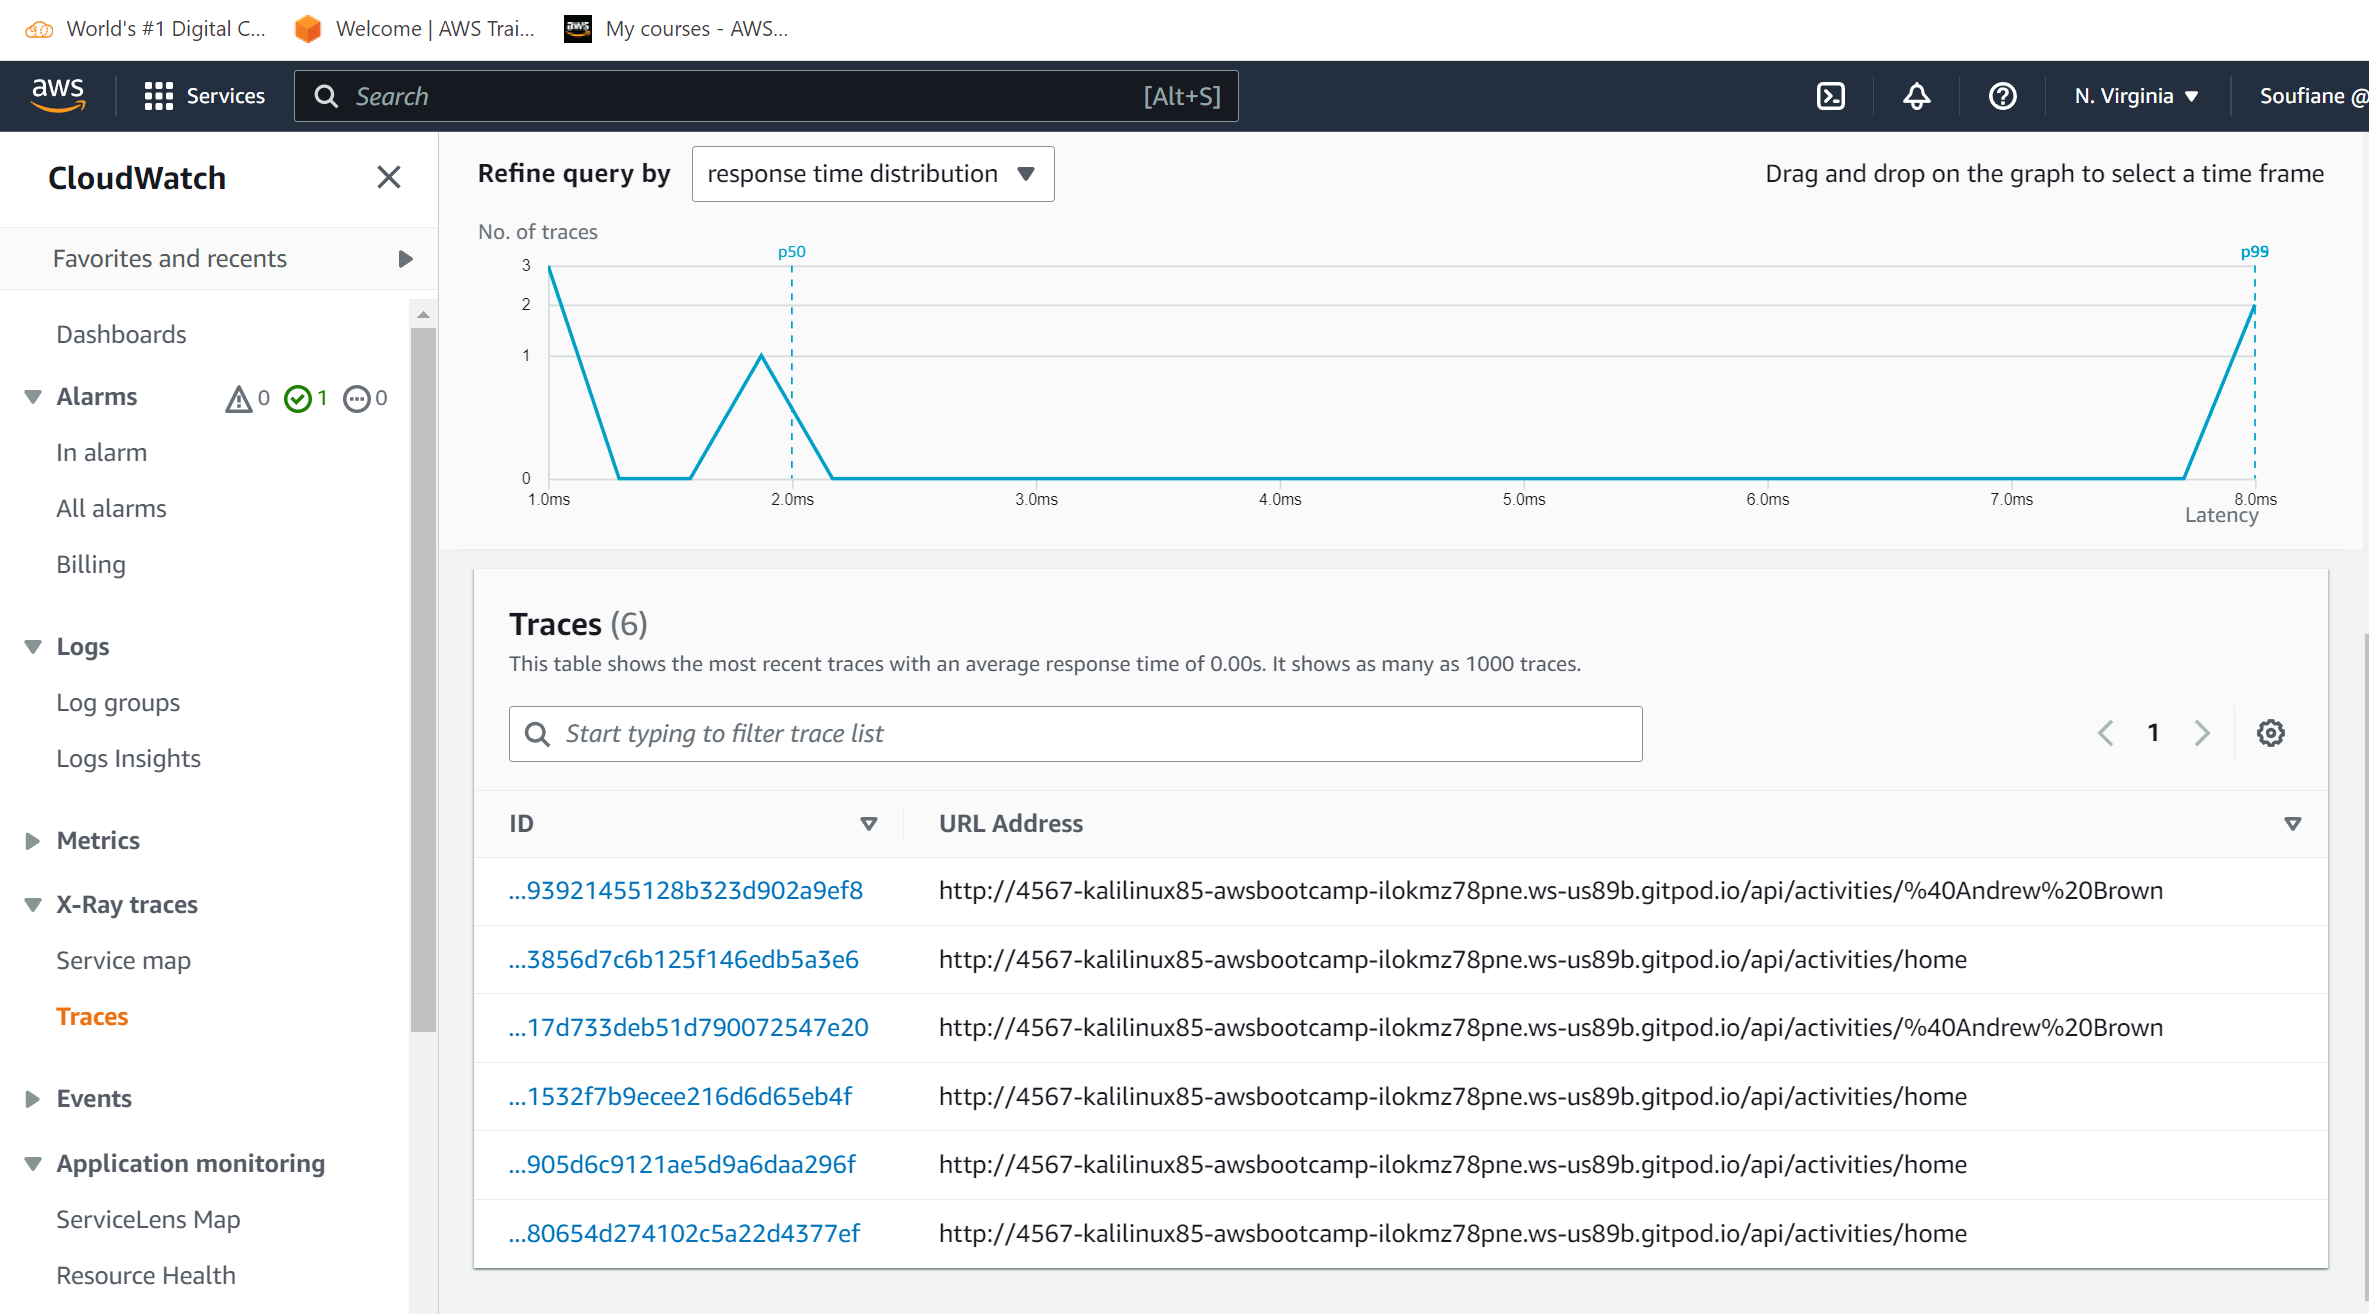 World's #1 Digital C... Welcome | AWS Trai... aws My courses - AWS...
aws Services Search [Alt+S] N. Virginia Soufiane @
CloudWatch
Favorites and recents
Dashboards
Alarms 0 1 0
In alarm
All alarms
Billing
Logs
Log groups
Logs Insights
Metrics
X-Ray traces
Service map
Traces
Events
Application monitoring
ServiceLens Map
Resource Health
Refine query by response time distribution Drag and drop on the graph to select a time frame
No. of traces
p50 p99
3
2
1
0
1.0ms 2.0ms 3.0ms 4.0ms 5.0ms 6.0ms 7.0ms 8.0ms
Latency
Traces (6)
This table shows the most recent traces with an average response time of 0.00s. It shows as many as 1000 traces.
Start typing to filter trace list 1
ID URL Address
...93921455128b323d902a9ef8 http://4567-kalilinux85-awsbootcamp-ilokmz78pne.ws-us89b.gitpod.io/api/activities/%40Andrew%20Brown
...3856d7c6b125f146edb5a3e6 http://4567-kalilinux85-awsbootcamp-ilokmz78pne.ws-us89b.gitpod.io/api/activities/home
...17d733deb51d790072547e20 http://4567-kalilinux85-awsbootcamp-ilokmz78pne.ws-us89b.gitpod.io/api/activities/%40Andrew%20Brown
...1532f7b9ecee216d6d65eb4f http://4567-kalilinux85-awsbootcamp-ilokmz78pne.ws-us89b.gitpod.io/api/activities/home
...905d6c9121ae5d9a6daa296f http://4567-kalilinux85-awsbootcamp-ilokmz78pne.ws-us89b.gitpod.io/api/activities/home
...80654d274102c5a22d4377ef http://4567-kalilinux85-awsbootcamp-ilokmz78pne.ws-us89b.gitpod.io/api/activities/home